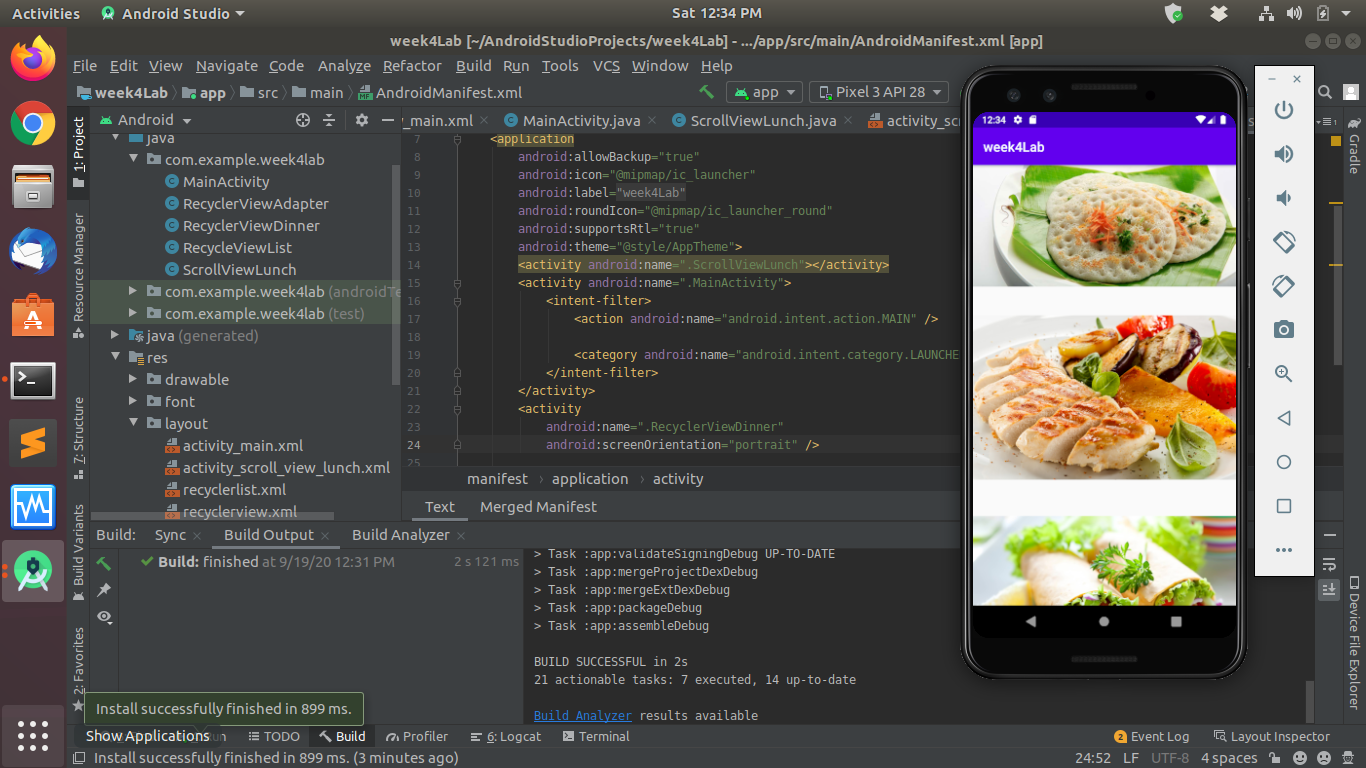 Activities
Android Studio
Sat 12:34 PM
week4Lab [~/AndroidStudioProjects/week4Lab] - .../app/src/main/AndroidManifest.xml [app]
File Edit View Navigate Code Analyze Refactor Build Run Tools VCS Window Help
week4Lab app src main AndroidManifest.xml
app
Pixel 3 API 28
1: Project
Resource Manager
7: Structure
Build Variants
2: Favorites
Android
java
com.example.week4lab
MainActivity
RecyclerViewAdapter
RecyclerViewDinner
RecycleViewList
ScrollViewLunch
com.example.week4lab (androidTe
com.example.week4lab (test)
java (generated)
res
drawable
font
layout
activity_main.xml
activity_scroll_view_lunch.xml
recyclerlist.xml
recyclerview.xml
y_main.xml MainActivity.java ScrollViewLunch.java activity_sc
7 <application
8 android:allowBackup="true"
9 android:icon="@mipmap/ic_launcher"
10 android:label="week4Lab"
11 android:roundIcon="@mipmap/ic_launcher_round"
12 android:supportsRtl="true"
13 android:theme="@style/AppTheme">
14 <activity android:name=".ScrollViewLunch"></activity>
15 <activity android:name=".MainActivity">
16 <intent-filter>
17 <action android:name="android.intent.action.MAIN" />
18
19 <category android:name="android.intent.category.LAUNCHE
20 </intent-filter>
21 </activity>
22 <activity
23 android:name=".RecyclerViewDinner"
24 android:screenOrientation="portrait" />
25
manifest › application › activity
Text Merged Manifest
12:34
week4Lab
Gradle
Device File Explorer
Build: Sync Build Output Build Analyzer
Build: finished at 9/19/20 12:31 PM 2 s 121 ms
> Task :app:validateSigningDebug UP-TO-DATE
> Task :app:mergeProjectDexDebug
> Task :app:mergeExtDexDebug
> Task :app:packageDebug
> Task :app:assembleDebug
BUILD SUCCESSFUL in 2s
21 actionable tasks: 7 executed, 14 up-to-date
Build Analyzer results available
Install successfully finished in 899 ms.
Show Applications
TODO Build Profiler 6: Logcat Terminal
2 Event Log Layout Inspector
Install successfully finished in 899 ms. (3 minutes ago)
24:52 LF UTF-8 4 spaces